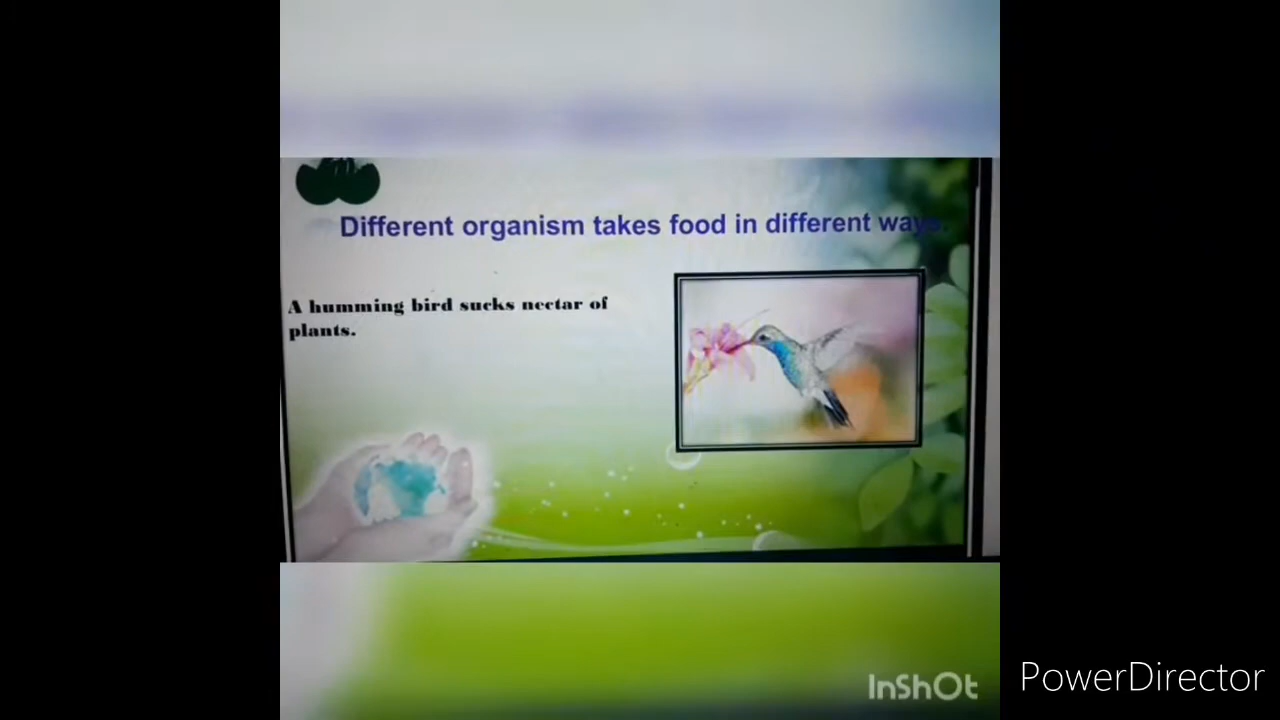 Different organism takes food in different ways.
A humming bird sucks nectar of
plants.
InShOt
PowerDirector